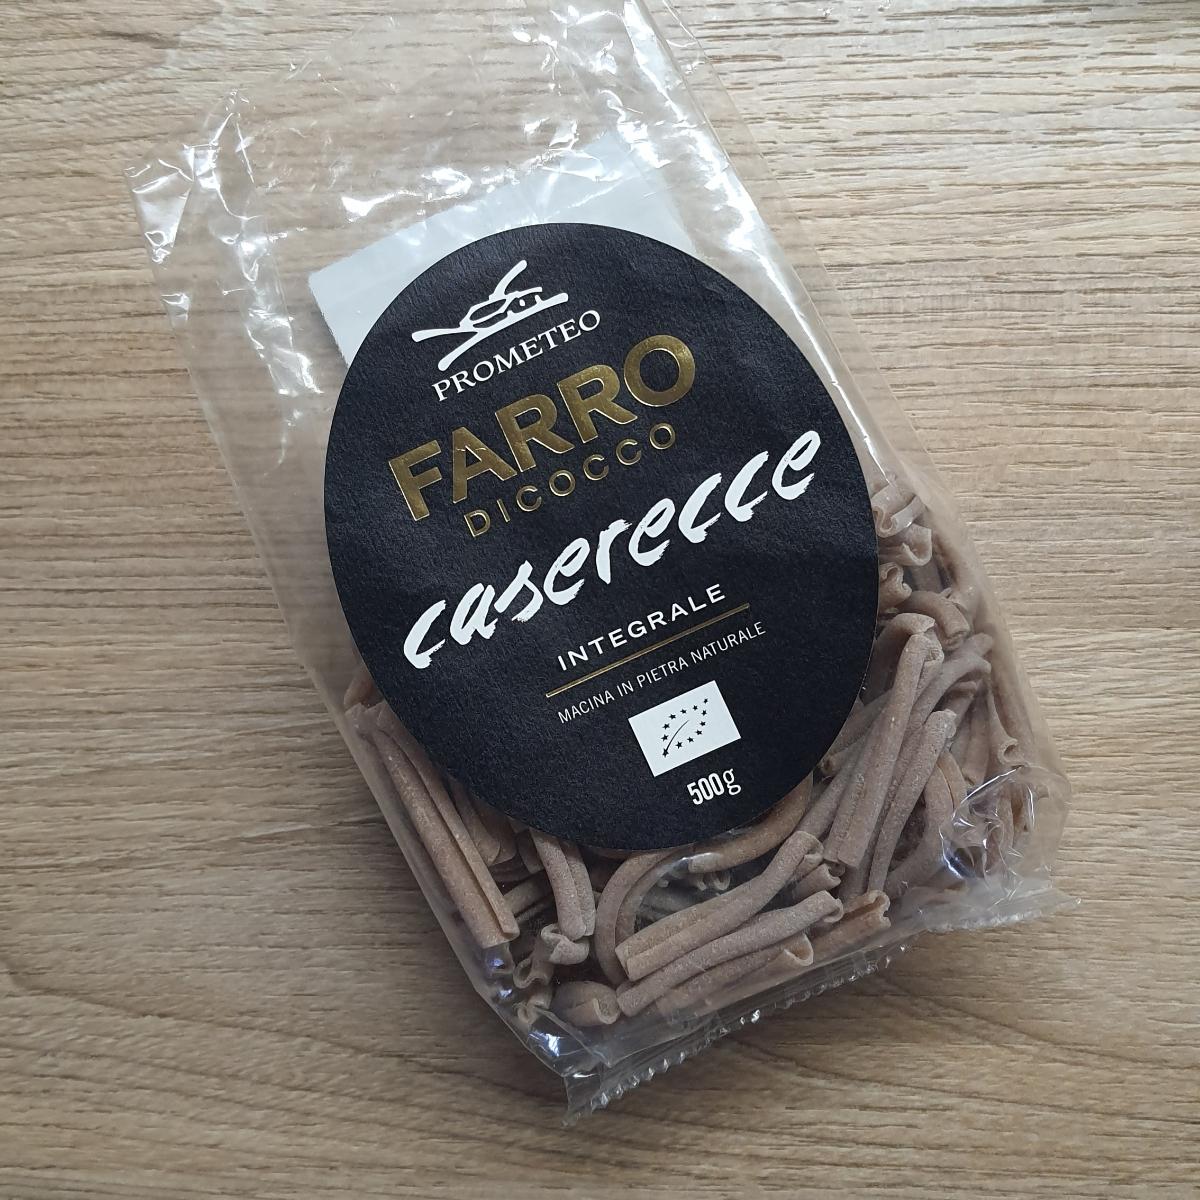 PROMETEO
FARRO
DICOCCO
caserecce
INTEGRALE
MACINA IN PIETRA NATURALE
500g